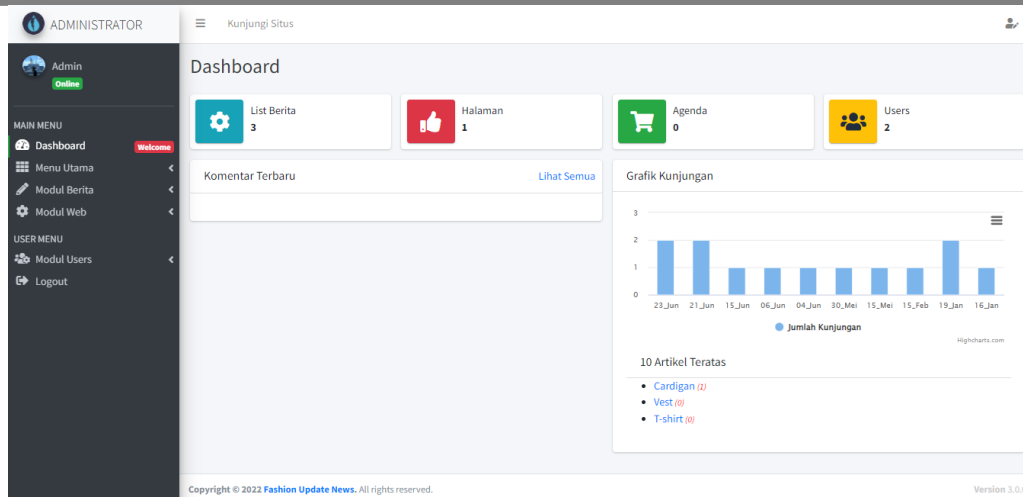 ADMINISTRATOR
Kunjungi Situs
Admin
Online
MAIN MENU
Dashboard Welcome
Menu Utama
Modul Berita
Modul Web
USER MENU
Modul Users
Logout
Dashboard
List Berita
3
Halaman
1
Agenda
0
Users
2
Komentar Terbaru Lihat Semua
Grafik Kunjungan
3
2
1
0
23_Jun 21_Jun 15_Jun 06_Jun 04_Jun 30_Mei 15_Mei 15_Feb 19_Jan 16_Jan
Jumlah Kunjungan
Highcharts.com
10 Artikel Teratas
Cardigan (1)
Vest (0)
T-shirt (0)
Copyright © 2022 Fashion Update News. All rights reserved.
Version 3.0.